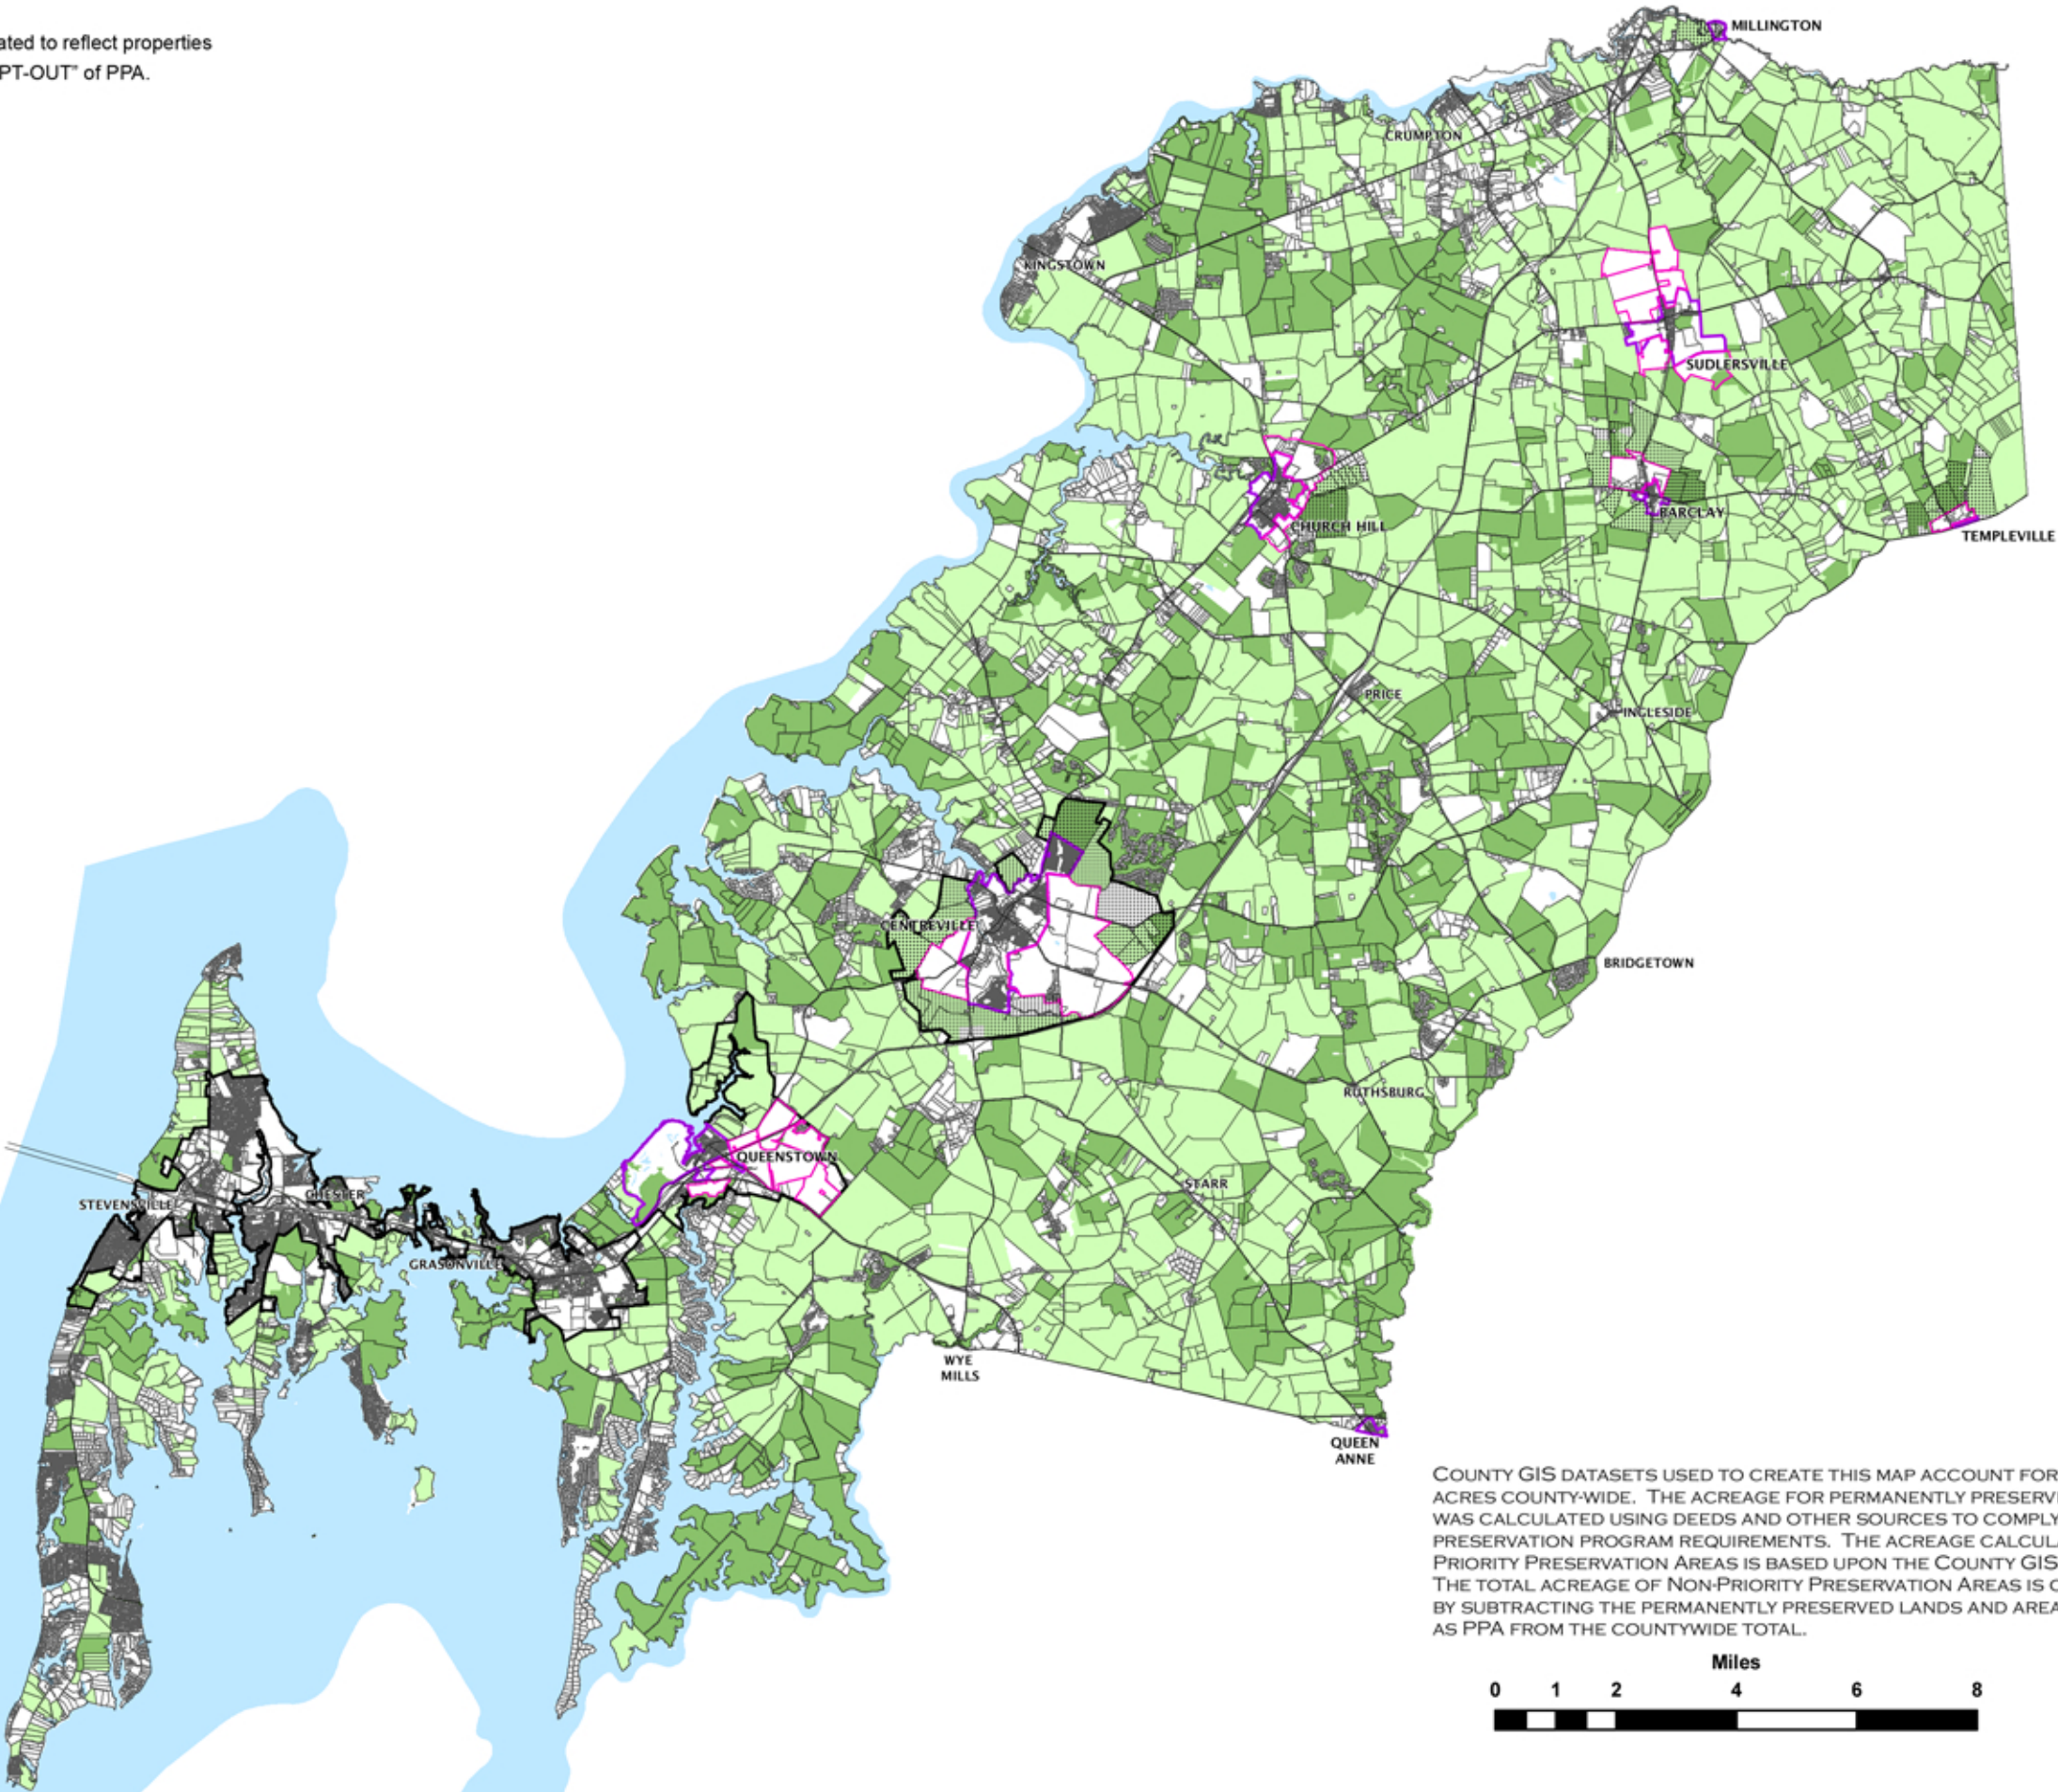 ated to reflect properties
PT-OUT" of PPA.
MILLINGTON
CRUMPTON
KINGSTOWN
SUDLERSVILLE
CHURCH HILL
BARCLAY
TEMPLEVILLE
PRICE
INGLESIDE
CENTREVILLE
BRIDGETOWN
RUTHSBURG
QUEENSTOWN
STARR
STEVENSVILLE
CHESTER
GRASONVILLE
WYE
MILLS
QUEEN
ANNE
COUNTY GIS DATASETS USED TO CREATE THIS MAP ACCOUNT FOR
ACRES COUNTY-WIDE. THE ACREAGE FOR PERMANENTLY PRESERV
WAS CALCULATED USING DEEDS AND OTHER SOURCES TO COMPLY
PRESERVATION PROGRAM REQUIREMENTS. THE ACREAGE CALCUL
PRIORITY PRESERVATION AREAS IS BASED UPON THE COUNTY GIS
THE TOTAL ACREAGE OF NON-PRIORITY PRESERVATION AREAS IS
BY SUBTRACTING THE PERMANENTLY PRESERVED LANDS AND AREA
AS PPA FROM THE COUNTYWIDE TOTAL.
Miles
0 1 2 4 6 8